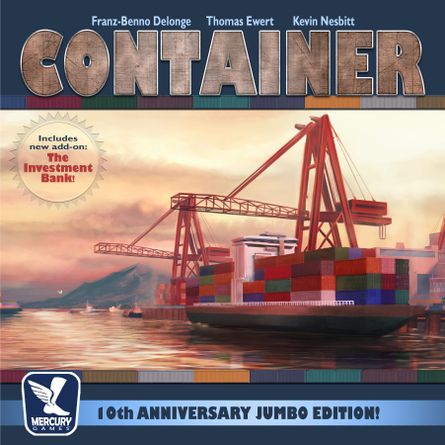 Franz-Benno Delonge Thomas Ewert Kevin Nesbitt
CONTAINER
Includes
new add-on:
The
Investment
Bank!
MERCURY
GAMES
10th ANNIVERSARY JUMBO EDITION!